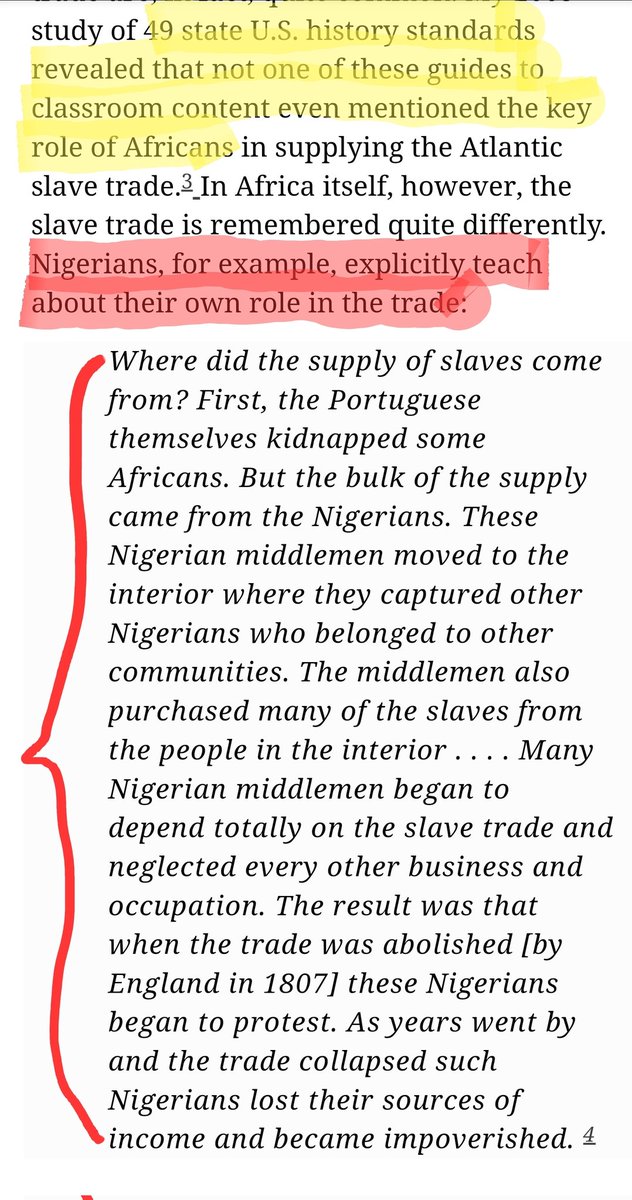 study of 49 state U.S. history standards
revealed that not one of these guides to
classroom content even mentioned the key
role of Africans in supplying the Atlantic
slave trade.3 In Africa itself, however, the
slave trade is remembered quite differently.
Nigerians, for example, explicitly teach
about their own role in the trade:
Where did the supply of slaves come
from? First, the Portuguese
themselves kidnapped some
Africans. But the bulk of the supply
came from the Nigerians. These
Nigerian middlemen moved to the
interior where they captured other
Nigerians who belonged to other
communities. The middlemen also
purchased many of the slaves from
the people in the interior . . . . Many
Nigerian middlemen began to
depend totally on the slave trade and
neglected every other business and
occupation. The result was that
when the trade was abolished [by
England in 1807] these Nigerians
began to protest. As years went by
and the trade collapsed such
Nigerians lost their sources of
income and became impoverished. 4